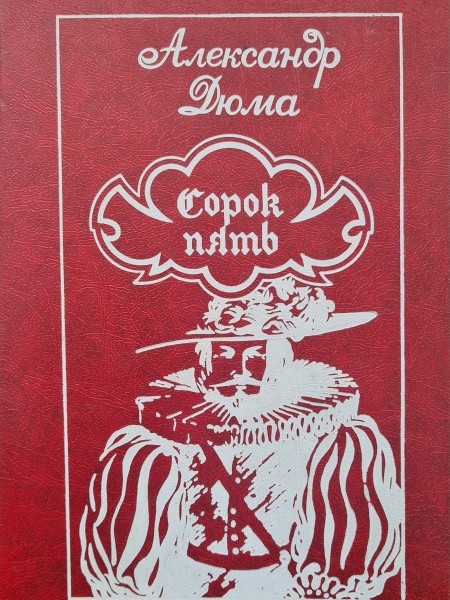 Александр
Дюма
Сорок
пять